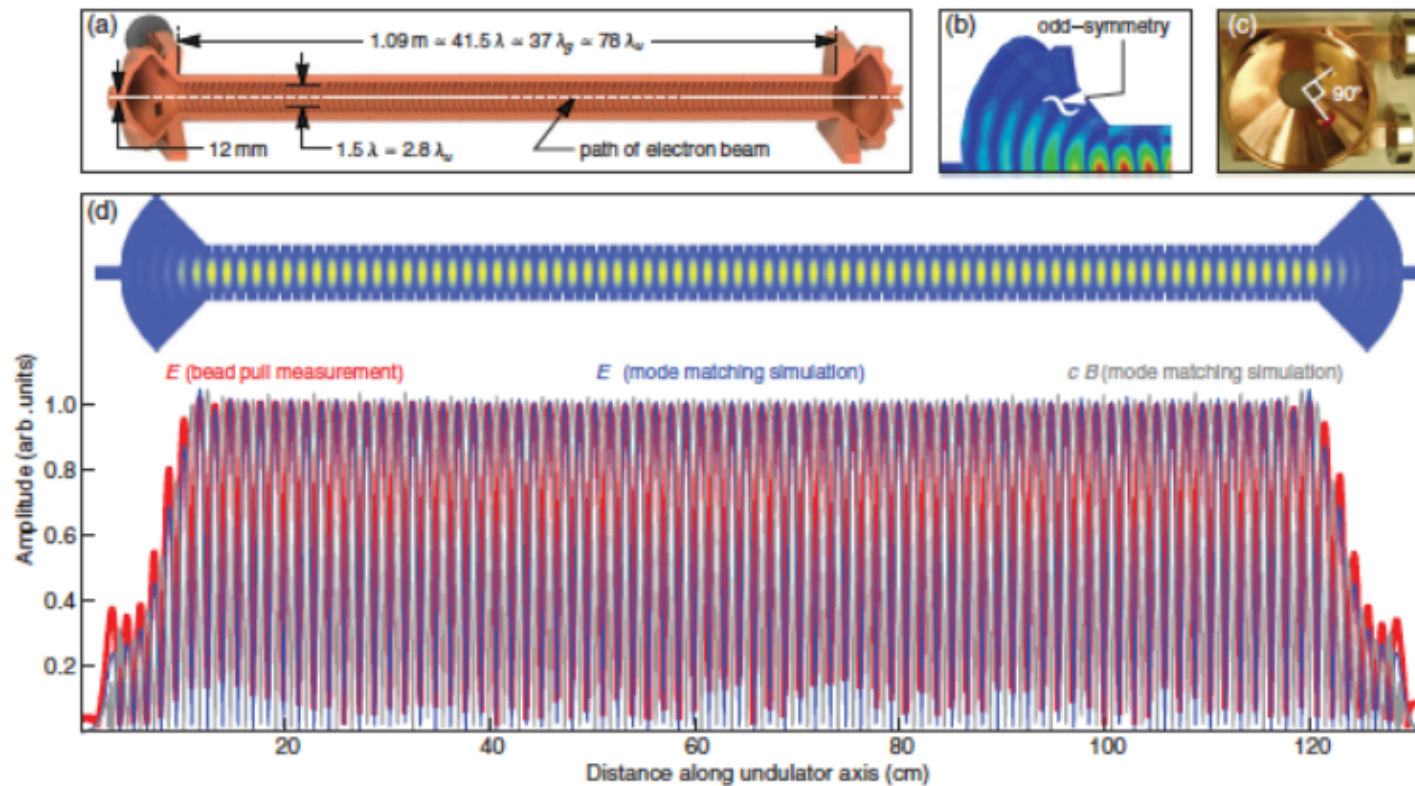 (a)
1.09 m ≃ 41.5 λ ≃ 37 λg ≃ 78 λu
12 mm
1.5 λ ≃ 2.8 λu
path of electron beam
(b)
odd–symmetry
(c)
90°
(d)
E (bead pull measurement)
E (mode matching simulation)
c B (mode matching simulation)
Amplitude (arb .units)
1.0
0.8
0.6
0.4
0.2
20
40
60
80
100
120
Distance along undulator axis (cm)